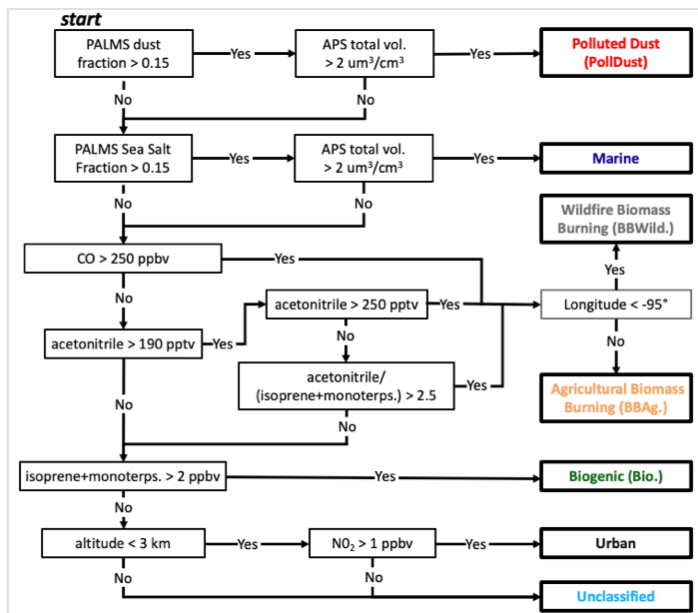 start
PALMS dust
fraction > 0.15
Yes
APS total vol.
> 2 um³/cm³
Yes
Polluted Dust
(PollDust)
No
No
PALMS Sea Salt
Fraction > 0.15
Yes
APS total vol.
> 2 um³/cm³
Yes
Marine
No
No
Wildfire Biomass
Burning (BBWild.)
CO > 250 ppbv
Yes
Yes
No
acetonitrile > 250 pptv
Yes
Longitude < -95°
acetonitrile > 190 pptv
Yes
No
No
acetonitrile/
(isoprene+monoterps.) > 2.5
Yes
Agricultural Biomass
Burning (BBAg.)
No
No
isoprene+monoterps. > 2 ppbv
Yes
Biogenic (Bio.)
No
altitude < 3 km
Yes
N0₂ > 1 ppbv
Yes
Urban
No
No
Unclassified